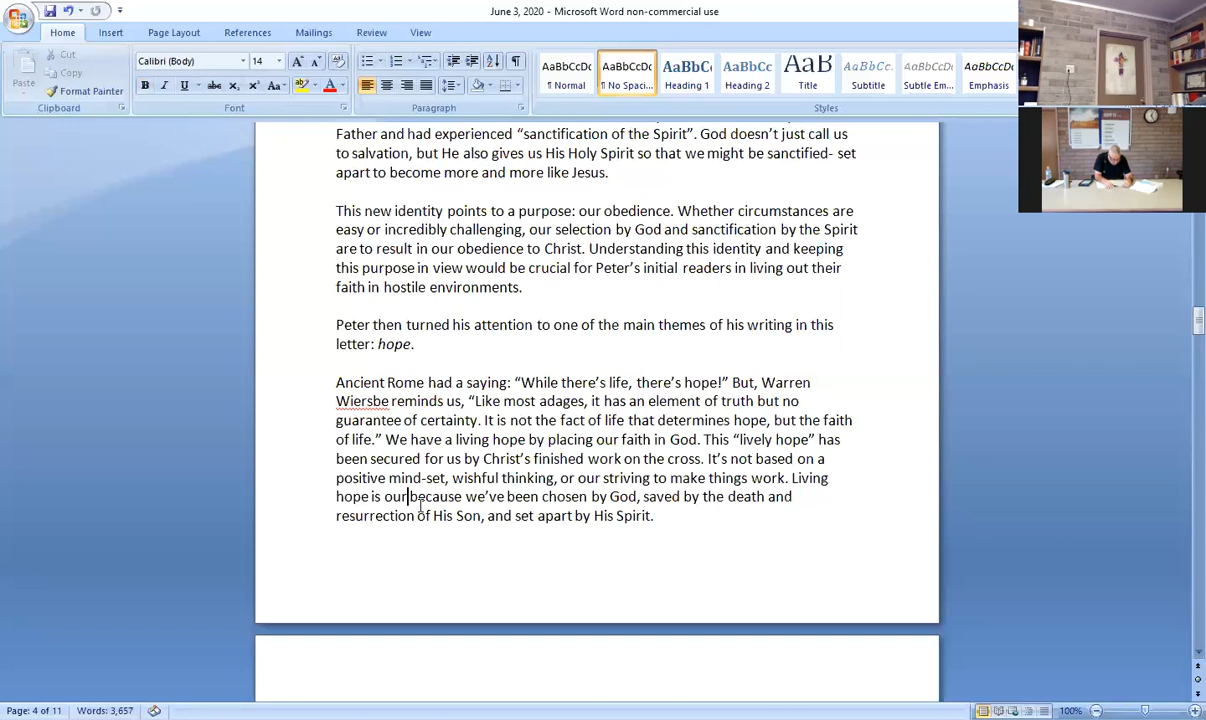 June 3, 2020 - Microsoft Word non-commercial use
Home Insert Page Layout References Mailings Review View
Cut
Copy
Paste
Format Painter
Clipboard
Calibri (Body) 14
Font
Paragraph
AaBbCcDc AaBbCcDc AaBbC AaBbCc AaB AaBbCc. AaBbCcDc AaBbCcDc
¶ Normal ¶ No Spaci... Heading 1 Heading 2 Title Subtitle Subtle Em... Emphasis
Styles
Father and had experienced “sanctification of the Spirit”. God doesn’t just call us
to salvation, but He also gives us His Holy Spirit so that we might be sanctified- set
apart to become more and more like Jesus.
This new identity points to a purpose: our obedience. Whether circumstances are
easy or incredibly challenging, our selection by God and sanctification by the Spirit
are to result in our obedience to Christ. Understanding this identity and keeping
this purpose in view would be crucial for Peter’s initial readers in living out their
faith in hostile environments.
Peter then turned his attention to one of the main themes of his writing in this
letter: hope.
Ancient Rome had a saying: “While there’s life, there’s hope!” But, Warren
Wiersbe reminds us, “Like most adages, it has an element of truth but no
guarantee of certainty. It is not the fact of life that determines hope, but the faith
of life.” We have a living hope by placing our faith in God. This “lively hope” has
been secured for us by Christ’s finished work on the cross. It’s not based on a
positive mind-set, wishful thinking, or our striving to make things work. Living
hope is our because we’ve been chosen by God, saved by the death and
resurrection of His Son, and set apart by His Spirit.
Page: 4 of 11 Words: 3,657 100%